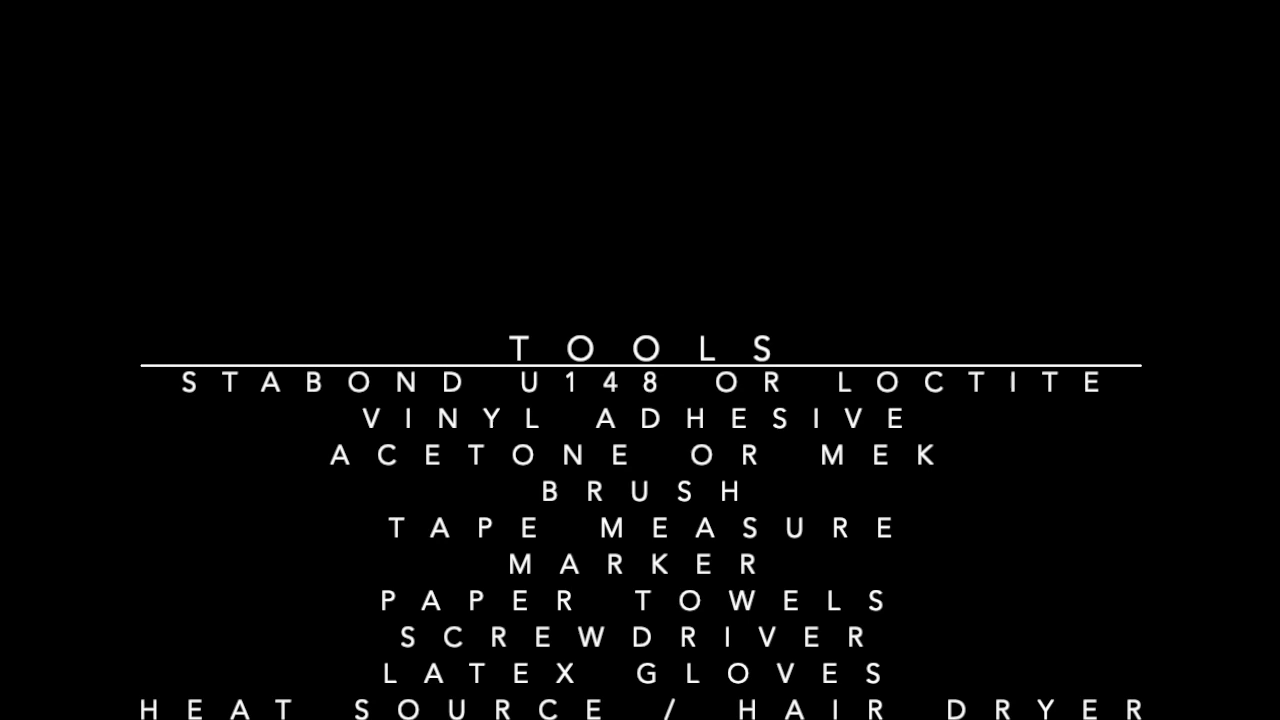 TOOLS
STABOND U148 OR LOCTITE
VINYL ADHESIVE
ACETONE OR MEK
BRUSH
TAPE MEASURE
MARKER
PAPER TOWELS
SCREWDRIVER
LATEX GLOVES
HEAT SOURCE / HAIR DRYER